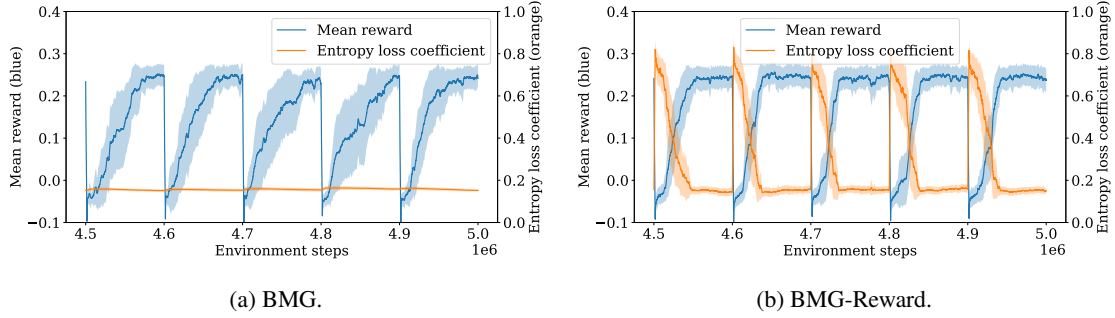 Mean reward (blue)
0.4
0.3
0.2
0.1
0.0
−0.1
Mean reward
Entropy loss coefficient
1.0
0.8
0.6
0.4
0.2
0.0
Entropy loss coefficient (orange)
4.5 4.6 4.7 4.8 4.9 5.0
1e6
Environment steps
(a) BMG.
Mean reward (blue)
0.4
0.3
0.2
0.1
0.0
−0.1
Mean reward
Entropy loss coefficient
1.0
0.8
0.6
0.4
0.2
0.0
Entropy loss coefficient (orange)
4.5 4.6 4.7 4.8 4.9 5.0
1e6
Environment steps
(b) BMG-Reward.